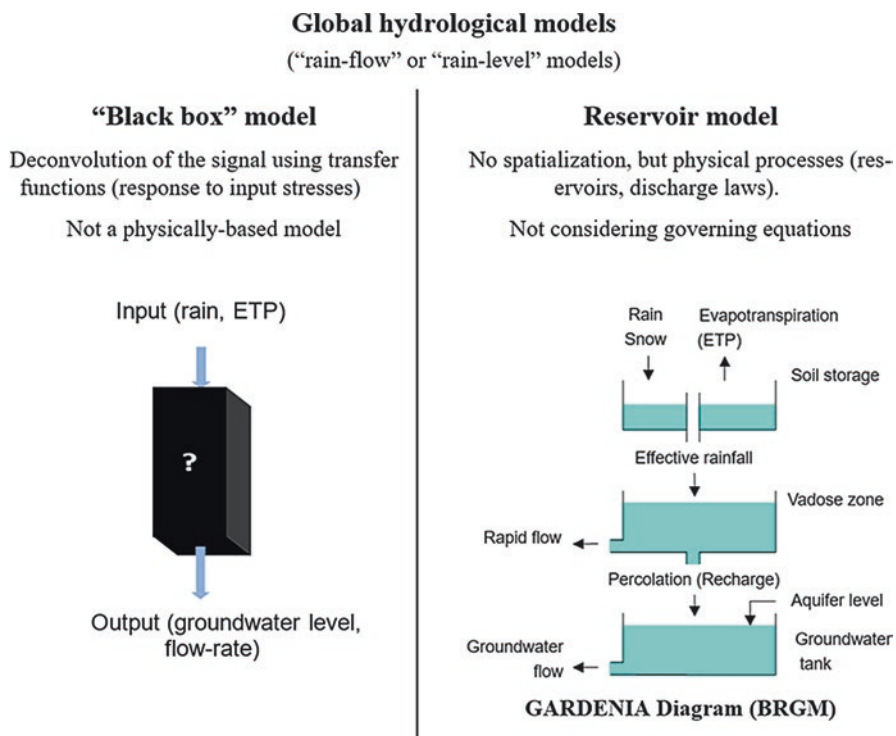 Global hydrological models
(“rain-flow” or “rain-level” models)
“Black box” model
Deconvolution of the signal using transfer
functions (response to input stresses)
Not a physically-based model
Input (rain, ETP)
?
Output (groundwater level,
flow-rate)
Reservoir model
No spatialization, but physical processes (res-
ervoirs, discharge laws).
Not considering governing equations
Rain
Snow
Evapotranspiration
(ETP)
Soil storage
Effective rainfall
Vadose zone
Rapid flow
Percolation (Recharge)
Aquifer level
Groundwater
flow
Groundwater
tank
GARDENIA Diagram (BRGM)